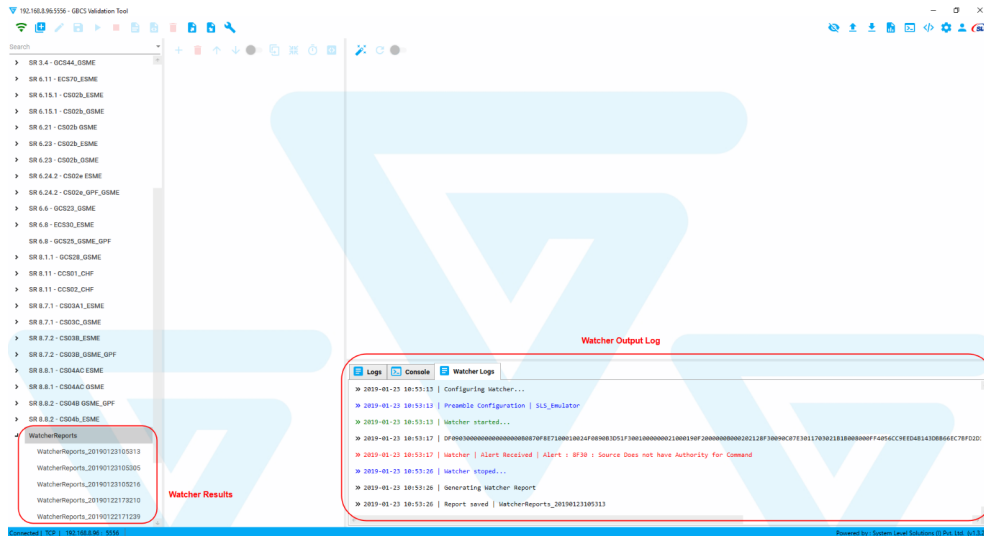 192.168.8.96:5556 - GBCS Validation Tool
Search
SR 3.4 - GCS44_GSME
SR 6.11 - ECS70_ESME
SR 6.15.1 - CS02b_ESME
SR 6.15.1 - CS02b_GSME
SR 6.21 - CS02b GSME
SR 6.23 - CS02b_ESME
SR 6.23 - CS02b_GSME
SR 6.24.2 - CS02e ESME
SR 6.24.2 - CS02e_GPF_GSME
SR 6.6 - GCS23_GSME
SR 6.8 - ECS30_ESME
SR 6.8 - GCS25_GSME_GPF
SR 8.1.1 - GCS28_GSME
SR 8.11 - CCS01_CHF
SR 8.11 - CCS02_CHF
SR 8.7.1 - CS03A1_ESME
SR 8.7.1 - CS03C_GSME
SR 8.7.2 - CS03B_ESME
SR 8.7.2 - CS03B_GSME_GPF
SR 8.8.1 - CS04AC ESME
SR 8.8.1 - CS04AC GSME
SR 8.8.2 - CS04B GSME_GPF
SR 8.8.2 - CS04b_ESME
WatcherReports
WatcherReports_20190123105313
WatcherReports_20190123105305
WatcherReports_20190123105216
WatcherReports_20190122173210
WatcherReports_20190122171239
Watcher Results
Watcher Output Log
Logs Console Watcher Logs
» 2019-01-23 10:53:13 | Configuring Watcher...
» 2019-01-23 10:53:13 | Preamble Configuration | SLS_Emulator
» 2019-01-23 10:53:13 | Watcher started...
» 2019-01-23 10:53:17 |
» 2019-01-23 10:53:17 | Watcher | Alert Received | Alert : 8F30 : Source Does not have Authority for Command
» 2019-01-23 10:53:26 | Watcher stoped...
» 2019-01-23 10:53:26 | Generating Watcher Report
» 2019-01-23 10:53:26 | Report saved | WatcherReports_20190123105313
Connected | TCP | 192.168.8.96 : 5556
Powered by : System Level Solutions (I) Pvt. Ltd.